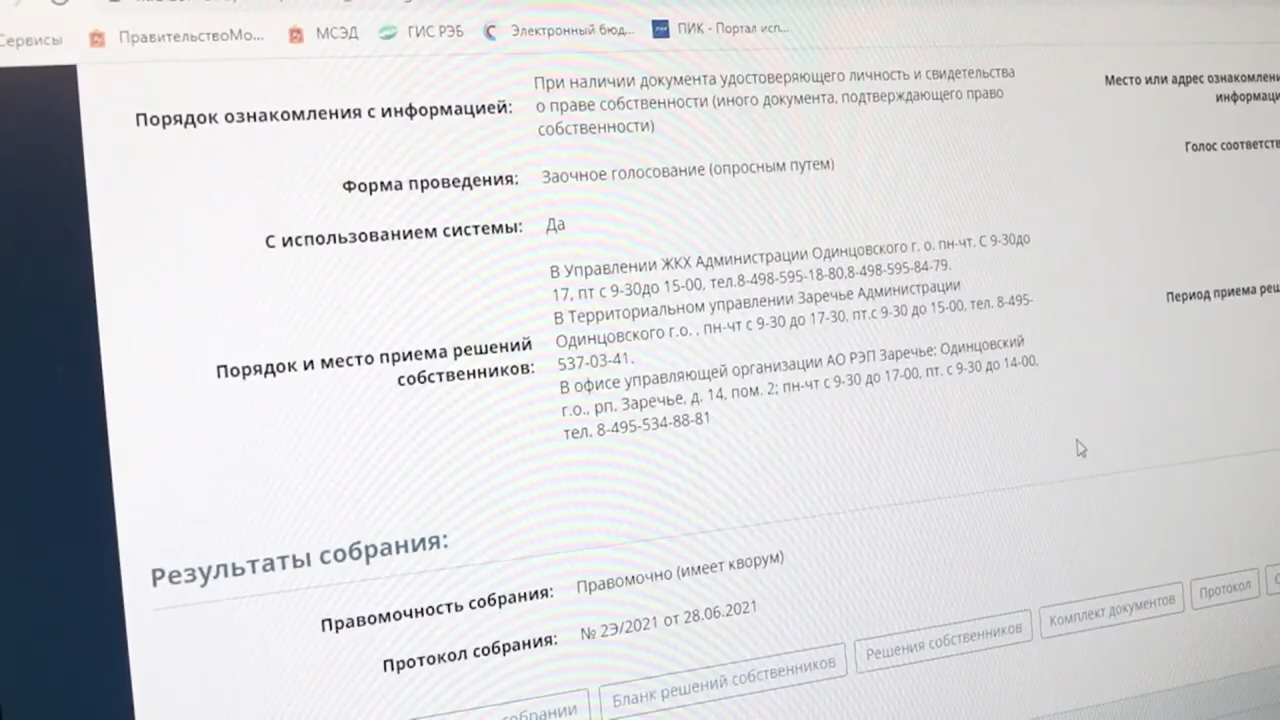 Сервисы ПравительствоМо... МСЭД ГИС РЭБ Электронный бюд... ПИК - Портал исп...
Порядок ознакомления с информацией:
При наличии документа удостоверяющего личность и свидетельства
о праве собственности (иного документа, подтверждающего право
собственности)
Место или адрес ознакомлени
информаци
Голос соответств
Форма проведения: Заочное голосование (опросным путем)
С использованием системы: Да
Порядок и место приема решений
собственников:
В Управлении ЖКХ Администрации Одинцовского г. о. пн-чт. С 9-30до
17, пт с 9-30до 15-00, тел.8-498-595-18-80,8-498-595-84-79.
В Территориальном управлении Заречье Администрации
Одинцовского г.о. , пн-чт с 9-30 до 17-30, пт.с 9-30 до 15-00, тел. 8-495-
537-03-41.
В офисе управляющей организации АО РЭП Заречье: Одинцовский
г.о., рп. Заречье, д. 14, пом. 2; пн-чт с 9-30 до 17-00, пт. с 9-30 до 14-00,
тел. 8-495-534-88-81
Период приема реш
Результаты собрания:
Правомочность собрания: Правомочно (имеет кворум)
Протокол собрания: № 2Э/2021 от 28.06.2021
собрании Бланк решений собственников Решения собственников Комплект документов Протокол